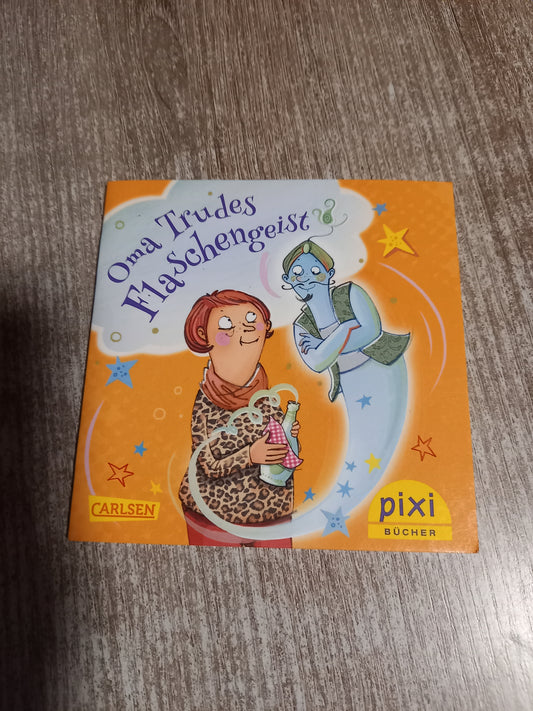 Oma Trudes
Flaschengeist
CARLSEN
pixi
BÜCHER